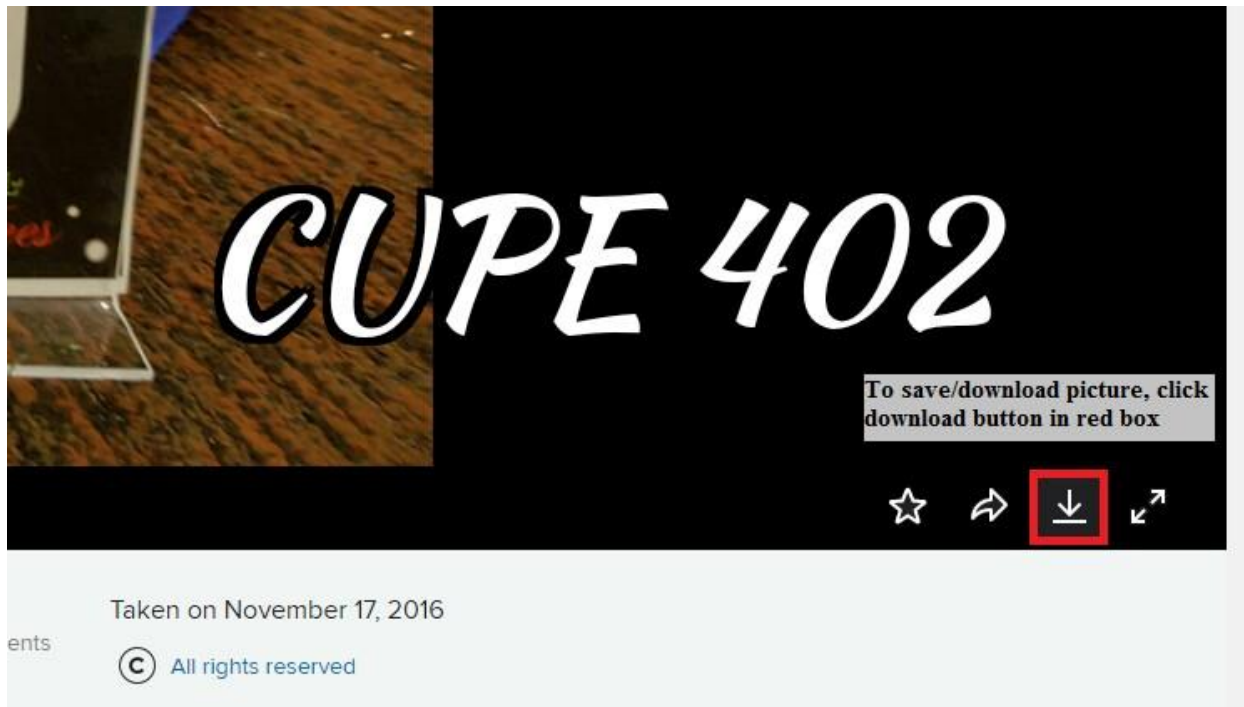 CUPE 402
To save/download picture, click
download button in red box
Taken on November 17, 2016
ents
© All rights reserved